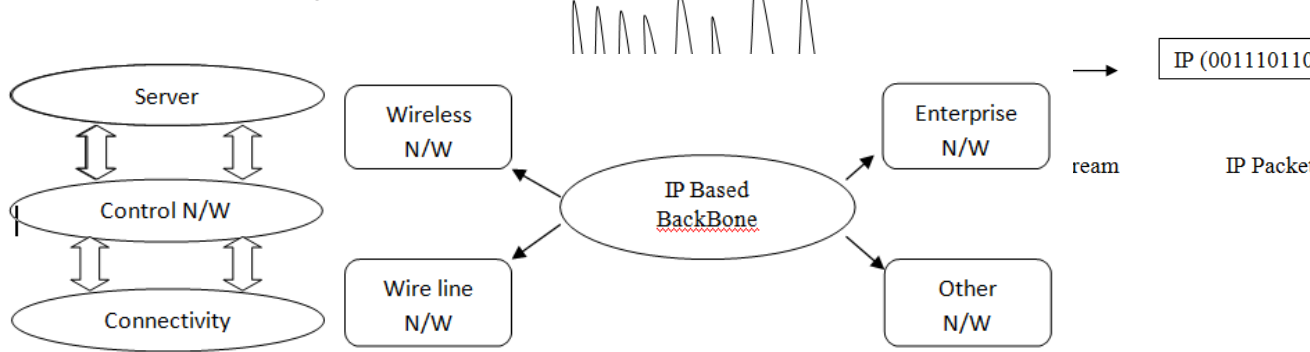 Server
Control N/W
Connectivity
Wireless
N/W
Wire line
N/W
IP Based
BackBone
Enterprise
N/W
Other
N/W
IP (001110110
ream
IP Packet